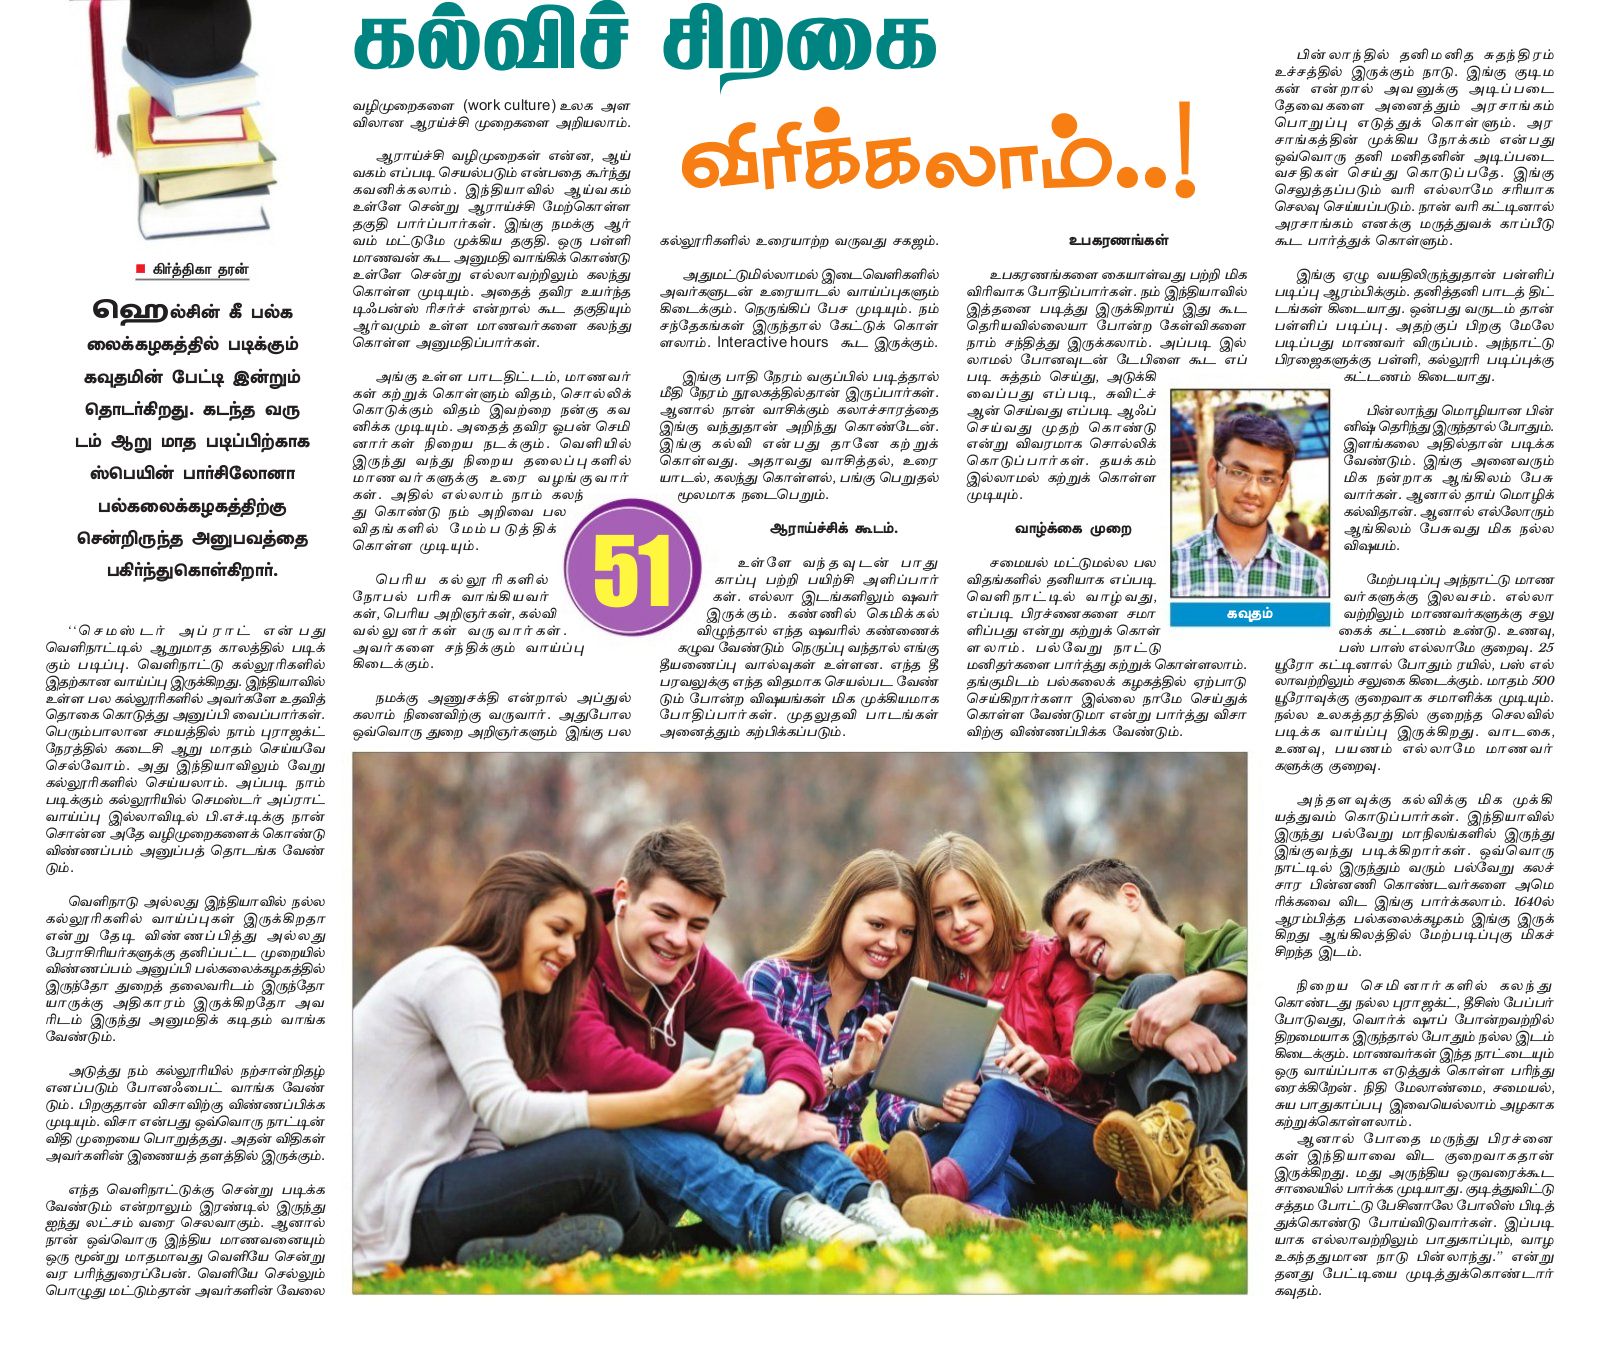 கல்விச் சிறகை
விரிக்கலாம்..!
கிர்த்திகா தரன்
ஹெல்சின் கீ பல்க
லைக்கழகத்தில் படிக்கும்
கவுதமின் பேட்டி இன்றும்
தொடர்கிறது. கடந்த வரு
டம் ஆறு மாத படிப்பிற்காக
ஸ்பெயின் பார்சிலோனா
பல்கலைக்கழகத்திற்கு
சென்றிருந்த அனுபவத்தை
பகிர்ந்துகொள்கிறார்.
‘‘செமஸ்டர் அப்ராட் என்பது
வெளிநாட்டில் ஆறுமாத காலத்தில் படிக்
கும் படிப்பு. வெளிநாட்டு கல்லூரிகளில்
இதற்கான வாய்ப்பு இருக்கிறது. இந்தியாவில்
உள்ள பல கல்லூரிகளில் அவர்களே உதவித்
தொகை கொடுத்து அனுப்பி வைப்பார்கள்.
பெரும்பாலான சமயத்தில் நாம் புராஜக்ட்
நேரத்தில் கடைசி ஆறு மாதம் செய்யவே
செல்வோம். அது இந்தியாவிலும் வேறு
கல்லூரிகளில் செய்யலாம். அப்படி நாம்
படிக்கும் கல்லூரியில் செமஸ்டர் அப்ராட்
வாய்ப்பு இல்லாவிடில் பி.எச்.டிக்கு நான்
சொன்ன அதே வழிமுறைகளைக் கொண்டு
விண்ணப்பம் அனுப்பத் தொடங்க வேண்
டும்.
வெளிநாடு அல்லது இந்தியாவில் நல்ல
கல்லூரிகளில் வாய்ப்புகள் இருக்கிறதா
என்று தேடி விண்ணப்பித்து அல்லது
பேராசிரியர்களுக்கு தனிப்பட்ட முறையில்
விண்ணப்பம் அனுப்பி பல்கலைக்கழகத்தில்
இருந்தோ துறைத் தலைவரிடம் இருந்தோ
யாருக்கு அதிகாரம் இருக்கிறதோ அவ
ரிடம் இருந்து அனுமதிக் கடிதம் வாங்க
வேண்டும்.
அடுத்து நம் கல்லூரியில் நற்சான்றிதழ்
எனப்படும் போனஃபைட் வாங்க வேண்
டும். பிறகுதான் விசாவிற்கு விண்ணப்பிக்க
முடியும். விசா என்பது ஒவ்வொரு நாட்டின்
விதி முறையை பொறுத்தது. அதன் விதிகள்
அவர்களின் இணையத் தளத்தில் இருக்கும்.
எந்த வெளிநாட்டுக்கு சென்று படிக்க
வேண்டும் என்றாலும் இரண்டில் இருந்து
ஐந்து லட்சம் வரை செலவாகும். ஆனால்
நான் ஒவ்வொரு இந்திய மாணவனையும்
ஒரு மூன்று மாதமாவது வெளியே சென்று
வர பரிந்துரைப்பேன். வெளியே செல்லும்
பொழுது மட்டும்தான் அவர்களின் வேலை
வழிமுறைகளை (work culture) உலக அள
விலான ஆராய்ச்சி முறைகளை அறியலாம்.
ஆராய்ச்சி வழிமுறைகள் என்ன, ஆய்
வகம் எப்படி செயல்படும் என்பதை கூர்ந்து
கவனிக்கலாம். இந்தியாவில் ஆய்வகம்
உள்ளே சென்று ஆராய்ச்சி மேற்கொள்ள
தகுதி பார்ப்பார்கள். இங்கு நமக்கு ஆர்
வம் மட்டுமே முக்கிய தகுதி. ஒரு பள்ளி
மாணவன் கூட அனுமதி வாங்கிக் கொண்டு
உள்ளே சென்று எல்லாவற்றிலும் கலந்து
கொள்ள முடியும். அதைத் தவிர உயர்ந்த
டிஃபன்ஸ் ரிசர்ச் என்றால் கூட தகுதியும்
ஆர்வமும் உள்ள மாணவர்களை கலந்து
கொள்ள அனுமதிப்பார்கள்.
அங்கு உள்ள பாடதிட்டம், மாணவர்
கள் கற்றுக் கொள்ளும் விதம், சொல்லிக்
கொடுக்கும் விதம் இவற்றை நன்கு கவ
னிக்க முடியும். அதைத் தவிர ஓபன் செமி
னார்கள் நிறைய நடக்கும். வெளியில்
இருந்து வந்து நிறைய தலைப்புகளில்
மாணவர்களுக்கு உரை வழங்குவார்
கள். அதில் எல்லாம் நாம் கலந்
து கொண்டு நம் அறிவை பல
விதங்களில் மேம்படுத்திக்
கொள்ள முடியும்.
பெரிய கல்லூரிகளில்
நோபல் பரிசு வாங்கியவர்
கள், பெரிய அறிஞர்கள், கல்வி
வல்லுனர்கள் வருவார்கள்.
அவர்களை சந்திக்கும் வாய்ப்பு
கிடைக்கும்.
நமக்கு அணுசக்தி என்றால் அப்துல்
கலாம் நினைவிற்கு வருவார். அதுபோல
ஒவ்வொரு துறை அறிஞர்களும் இங்கு பல
51
கல்லூரிகளில் உரையாற்ற வருவது சகஜம்.
அதுமட்டுமில்லாமல் இடைவெளிகளில்
அவர்களுடன் உரையாடல் வாய்ப்புகளும்
கிடைக்கும். நெருங்கிப் பேச முடியும். நம்
சந்தேகங்கள் இருந்தால் கேட்டுக் கொள்
ளலாம். Interactive hours கூட இருக்கும்.
இங்கு பாதி நேரம் வகுப்பில் படித்தால்
மீதி நேரம் நூலகத்தில்தான் இருப்பார்கள்.
ஆனால் நான் வாசிக்கும் கலாச்சாரத்தை
இங்கு வந்துதான் அறிந்து கொண்டேன்.
இங்கு கல்வி என்பது தானே கற்றுக்
கொள்வது. அதாவது வாசித்தல், உரை
யாடல், கலந்து கொள்ளல், பங்கு பெறுதல்
மூலமாக நடைபெறும்.
ஆராய்ச்சிக் கூடம்.
உள்ளே வந்தவுடன் பாது
காப்பு பற்றி பயிற்சி அளிப்பார்
கள். எல்லா இடங்களிலும் ஷவர்
இருக்கும். கண்ணில் கெமிக்கல்
விழுந்தால் எந்த ஷவரில் கண்ணைக்
கழுவ வேண்டும் நெருப்பு வந்தால் எங்கு
தீயணைப்பு வால்வுகள் உள்ளன. எந்த தீ
பரவலுக்கு எந்த விதமாக செயல்பட வேண்
டும் போன்ற விஷயங்கள் மிக முக்கியமாக
போதிப்பார்கள். முதலுதவி பாடங்கள்
அனைத்தும் கற்பிக்கப்படும்.
உபகரணங்கள்
உபகரணங்களை கையாள்வது பற்றி மிக
விரிவாக போதிப்பார்கள். நம் இந்தியாவில்
இத்தனை படித்து இருக்கிறாய் இது கூட
தெரியவில்லையா போன்ற கேள்விகளை
நாம் சந்தித்து இருக்கலாம். அப்படி இல்
லாமல் போனவுடன் டேபிளை கூட எப்
படி சுத்தம் செய்து, அடுக்கி
வைப்பது எப்படி, சுவிட்ச்
ஆன் செய்வது எப்படி ஆஃப்
செய்வது முதற் கொண்டு
என்று விவரமாக சொல்லிக்
கொடுப்பார்கள். தயக்கம்
இல்லாமல் கற்றுக் கொள்ள
முடியும்.
வாழ்க்கை முறை
சமையல் மட்டுமல்ல பல
விதங்களில் தனியாக எப்படி
வெளிநாட்டில் வாழ்வது,
எப்படி பிரச்னைகளை சமா
ளிப்பது என்று கற்றுக் கொள்
ளலாம். பல்வேறு நாட்டு
மனிதர்களை பார்த்து கற்றுக் கொள்ளலாம்.
தங்குமிடம் பல்கலைக் கழகத்தில் ஏற்பாடு
செய்கிறார்களா இல்லை நாமே செய்துக்
கொள்ள வேண்டுமா என்று பார்த்து விசா
விற்கு விண்ணப்பிக்க வேண்டும்.
கவுதம்
பின்லாந்தில் தனிமனித சுதந்திரம்
உச்சத்தில் இருக்கும் நாடு. இங்கு குடிம
கன் என்றால் அவனுக்கு அடிப்படை
தேவைகளை அனைத்தும் அரசாங்கம்
பொறுப்பு எடுத்துக் கொள்ளும். அர
சாங்கத்தின் முக்கிய நோக்கம் என்பது
ஒவ்வொரு தனி மனிதனின் அடிப்படை
வசதிகள் செய்து கொடுப்பதே. இங்கு
செலுத்தப்படும் வரி எல்லாமே சரியாக
செலவு செய்யப்படும். நான் வரி கட்டினால்
அரசாங்கம் எனக்கு மருத்துவக் காப்பீடு
கூட பார்த்துக் கொள்ளும்.
இங்கு ஏழு வயதிலிருந்துதான் பள்ளிப்
படிப்பு ஆரம்பிக்கும். தனித்தனி பாடத் திட்
டங்கள் கிடையாது. ஒன்பது வருடம் தான்
பள்ளிப் படிப்பு. அதற்குப் பிறகு மேலே
படிப்பது மாணவர் விருப்பம். அந்நாட்டு
பிரஜைகளுக்கு பள்ளி, கல்லூரி படிப்புக்கு
கட்டணம் கிடையாது.
பின்லாந்து மொழியான பின்
னிஷ் தெரிந்து இருந்தால் போதும்.
இளங்கலை அதில்தான் படிக்க
வேண்டும். இங்கு அனைவரும்
மிக நன்றாக ஆங்கிலம் பேசு
வார்கள். ஆனால் தாய் மொழிக்
கல்விதான். ஆனால் எல்லோரும்
ஆங்கிலம் பேசுவது மிக நல்ல
விஷயம்.
மேற்படிப்பு அந்நாட்டு மாண
வர்களுக்கு இலவசம். எல்லா
வற்றிலும் மாணவர்களுக்கு சலு
கைக் கட்டணம் உண்டு. உணவு,
பஸ் பாஸ் எல்லாமே குறைவு. 25
யூரோ கட்டினால் போதும் ரயில், பஸ் எல்
லாவற்றிலும் சலுகை கிடைக்கும். மாதம் 500
யூரோவுக்கு குறைவாக சமாளிக்க முடியும்.
நல்ல உலகத்தரத்தில் குறைந்த செலவில்
படிக்க வாய்ப்பு இருக்கிறது. வாடகை,
உணவு, பயணம் எல்லாமே மாணவர்
களுக்கு குறைவு.
அந்தளவுக்கு கல்விக்கு மிக முக்கி
யத்துவம் கொடுப்பார்கள். இந்தியாவில்
இருந்து பல்வேறு மாநிலங்களில் இருந்து
இங்குவந்து படிக்கிறார்கள். ஒவ்வொரு
நாட்டில் இருந்தும் வரும் பல்வேறு கலச்
சார பின்னணி கொண்டவர்களை அமெ
ரிக்கவை விட இங்கு பார்க்கலாம். 1640ல்
ஆரம்பித்த பல்கலைக்கழகம் இங்கு இருக்
கிறது ஆங்கிலத்தில் மேற்படிப்புகு மிகச்
சிறந்த இடம்.
நிறைய செமினார்களில் கலந்து
கொண்டது நல்ல புராஜக்ட், தீசிஸ் பேப்பர்
போடுவது, வொர்க் ஷாப் போன்றவற்றில்
திறமையாக இருந்தால் போதும் நல்ல இடம்
கிடைக்கும். மாணவர்கள் இந்த நாட்டையும்
ஒரு வாய்ப்பாக எடுத்துக் கொள்ள பரிந்து
ரைக்கிறேன். நிதி மேலாண்மை, சமையல்,
சுய பாதுகாப்பபு இவையெல்லாம் அழகாக
கற்றுக்கொள்ளலாம்.
ஆனால் போதை மருந்து பிரச்னை
கள் இந்தியாவை விட குறைவாகதான்
இருக்கிறது. மது அருந்திய ஒருவரைக்கூட
சாலையில் பார்க்க முடியாது. குடித்துவிட்டு
சத்தம போட்டு பேசினாலே போலிஸ் பிடித்
துக்கொண்டு போய்விடுவார்கள். இப்படி
யாக எல்லாவற்றிலும் பாதுகாப்பும், வாழ
உகந்ததுமான நாடு பின்லாந்து.’’ என்று
தனது பேட்டியை முடித்துக்கொண்டார்
கவுதம்.